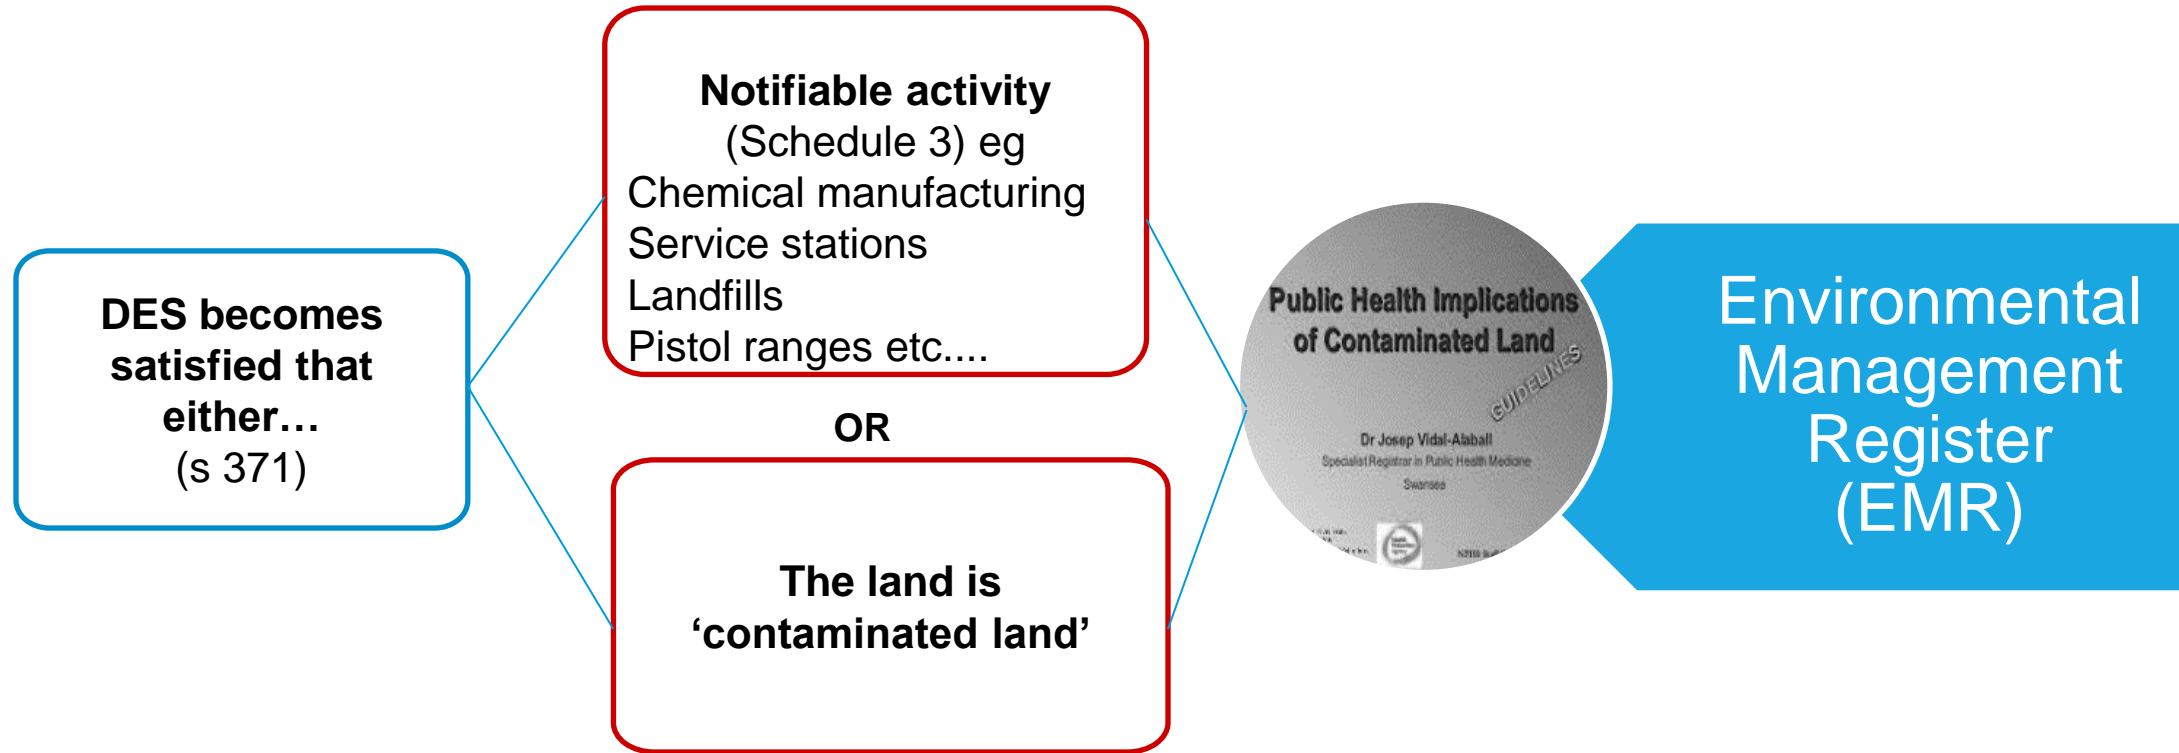 DES becomes
satisfied that
either…
(s 371)
Notifiable activity
(Schedule 3) eg
Chemical manufacturing
Service stations
Landfills
Pistol ranges etc....
OR
The land is
‘contaminated land’
Public Health Implications
of Contaminated Land
GUIDELINES
Dr Josep Vidal-Alaball
Specialist Registrar in Public Health Medicine
Swansea
Environmental
Management
Register
(EMR)